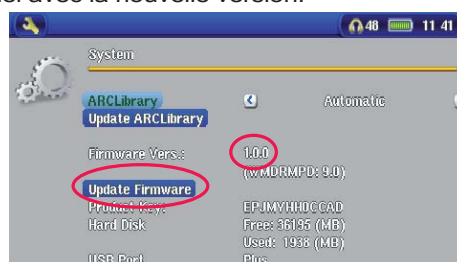 avec la nouvelle version.
48 11 41
System
ARCLibrary Automatic
Update ARCLibrary
Firmware Vers.: 1.0.0
(WMDRMPD: 9.0)
Update Firmware
Product Key: EPJMYHH0CCAD
Hard Disk Free: 36195 (MB)
Used: 1938 (MB)
USB Port Plus